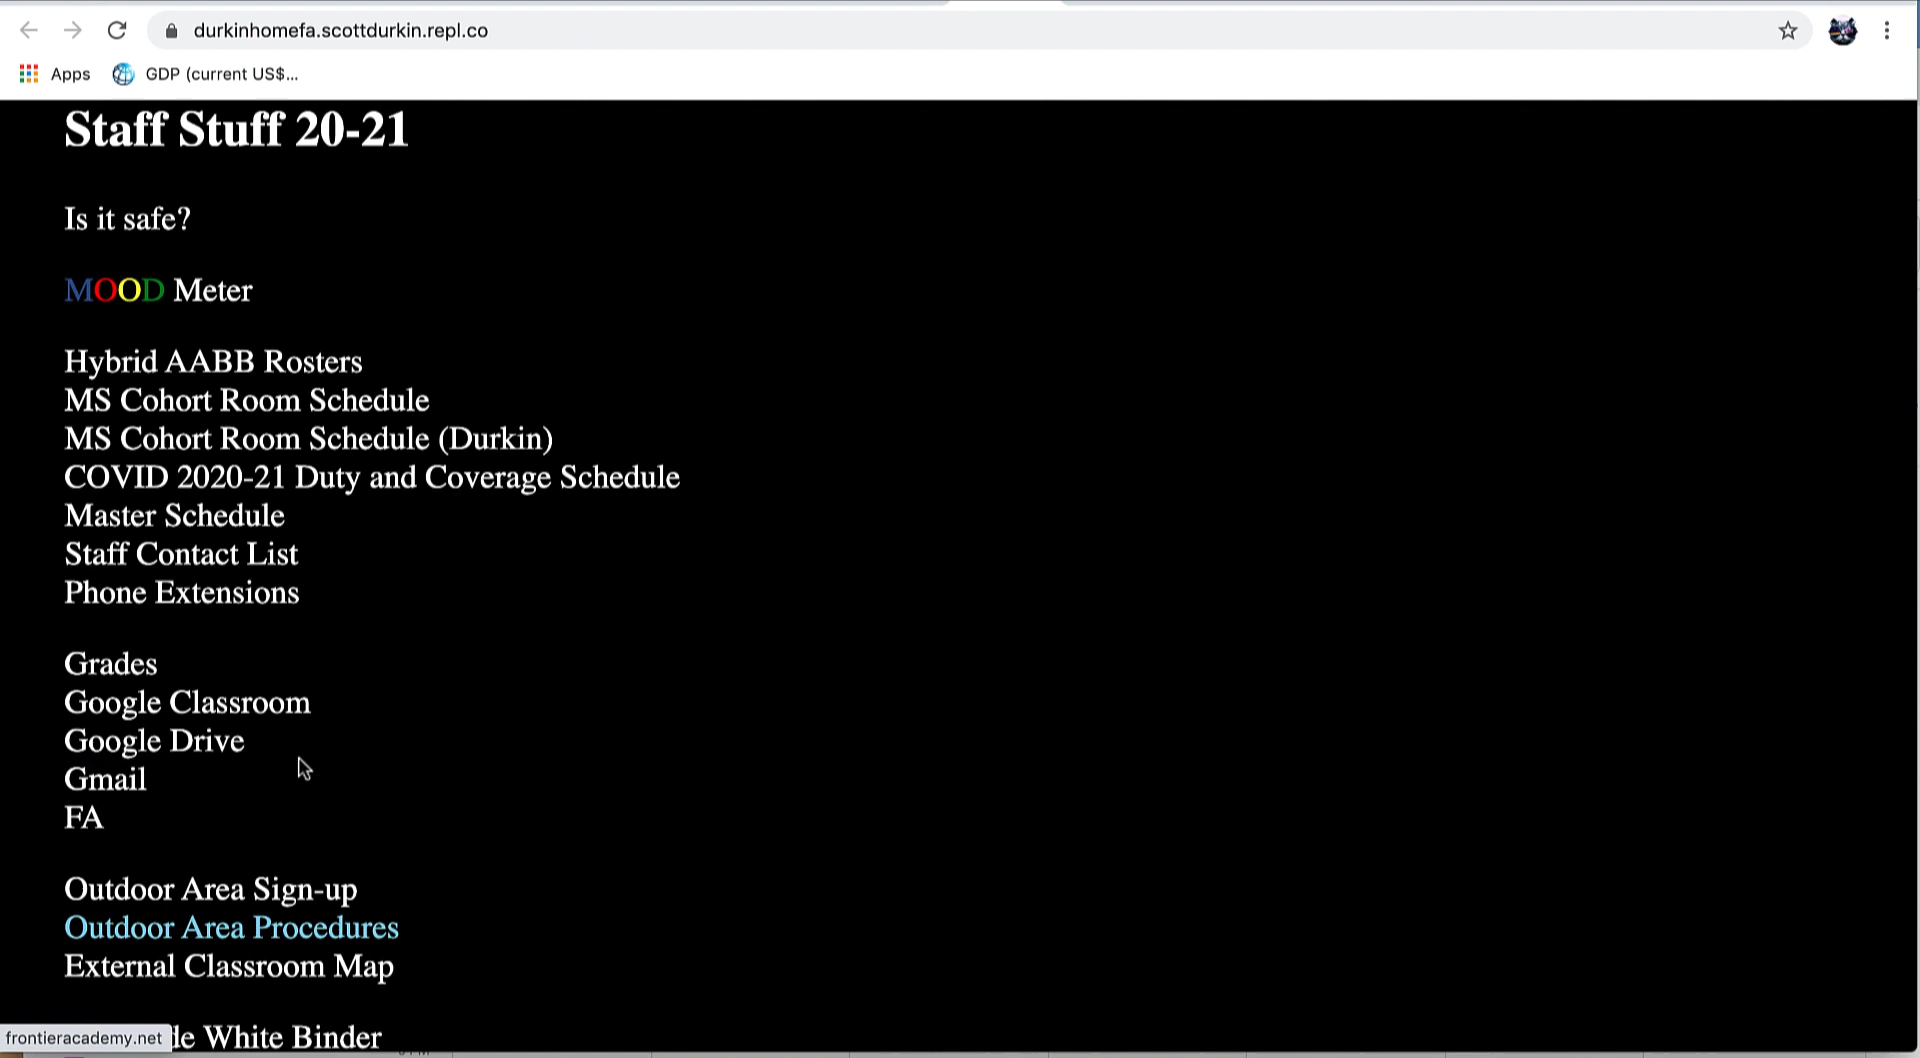 durkinhomefa.scottdurkin.repl.co
Apps
GDP (current US$...
Staff Stuff 20-21
Is it safe?
MOOD Meter
Hybrid AABB Rosters
MS Cohort Room Schedule
MS Cohort Room Schedule (Durkin)
COVID 2020-21 Duty and Coverage Schedule
Master Schedule
Staff Contact List
Phone Extensions
Grades
Google Classroom
Google Drive
Gmail
FA
Outdoor Area Sign-up
Outdoor Area Procedures
External Classroom Map
White Binder
frontieracademy.net